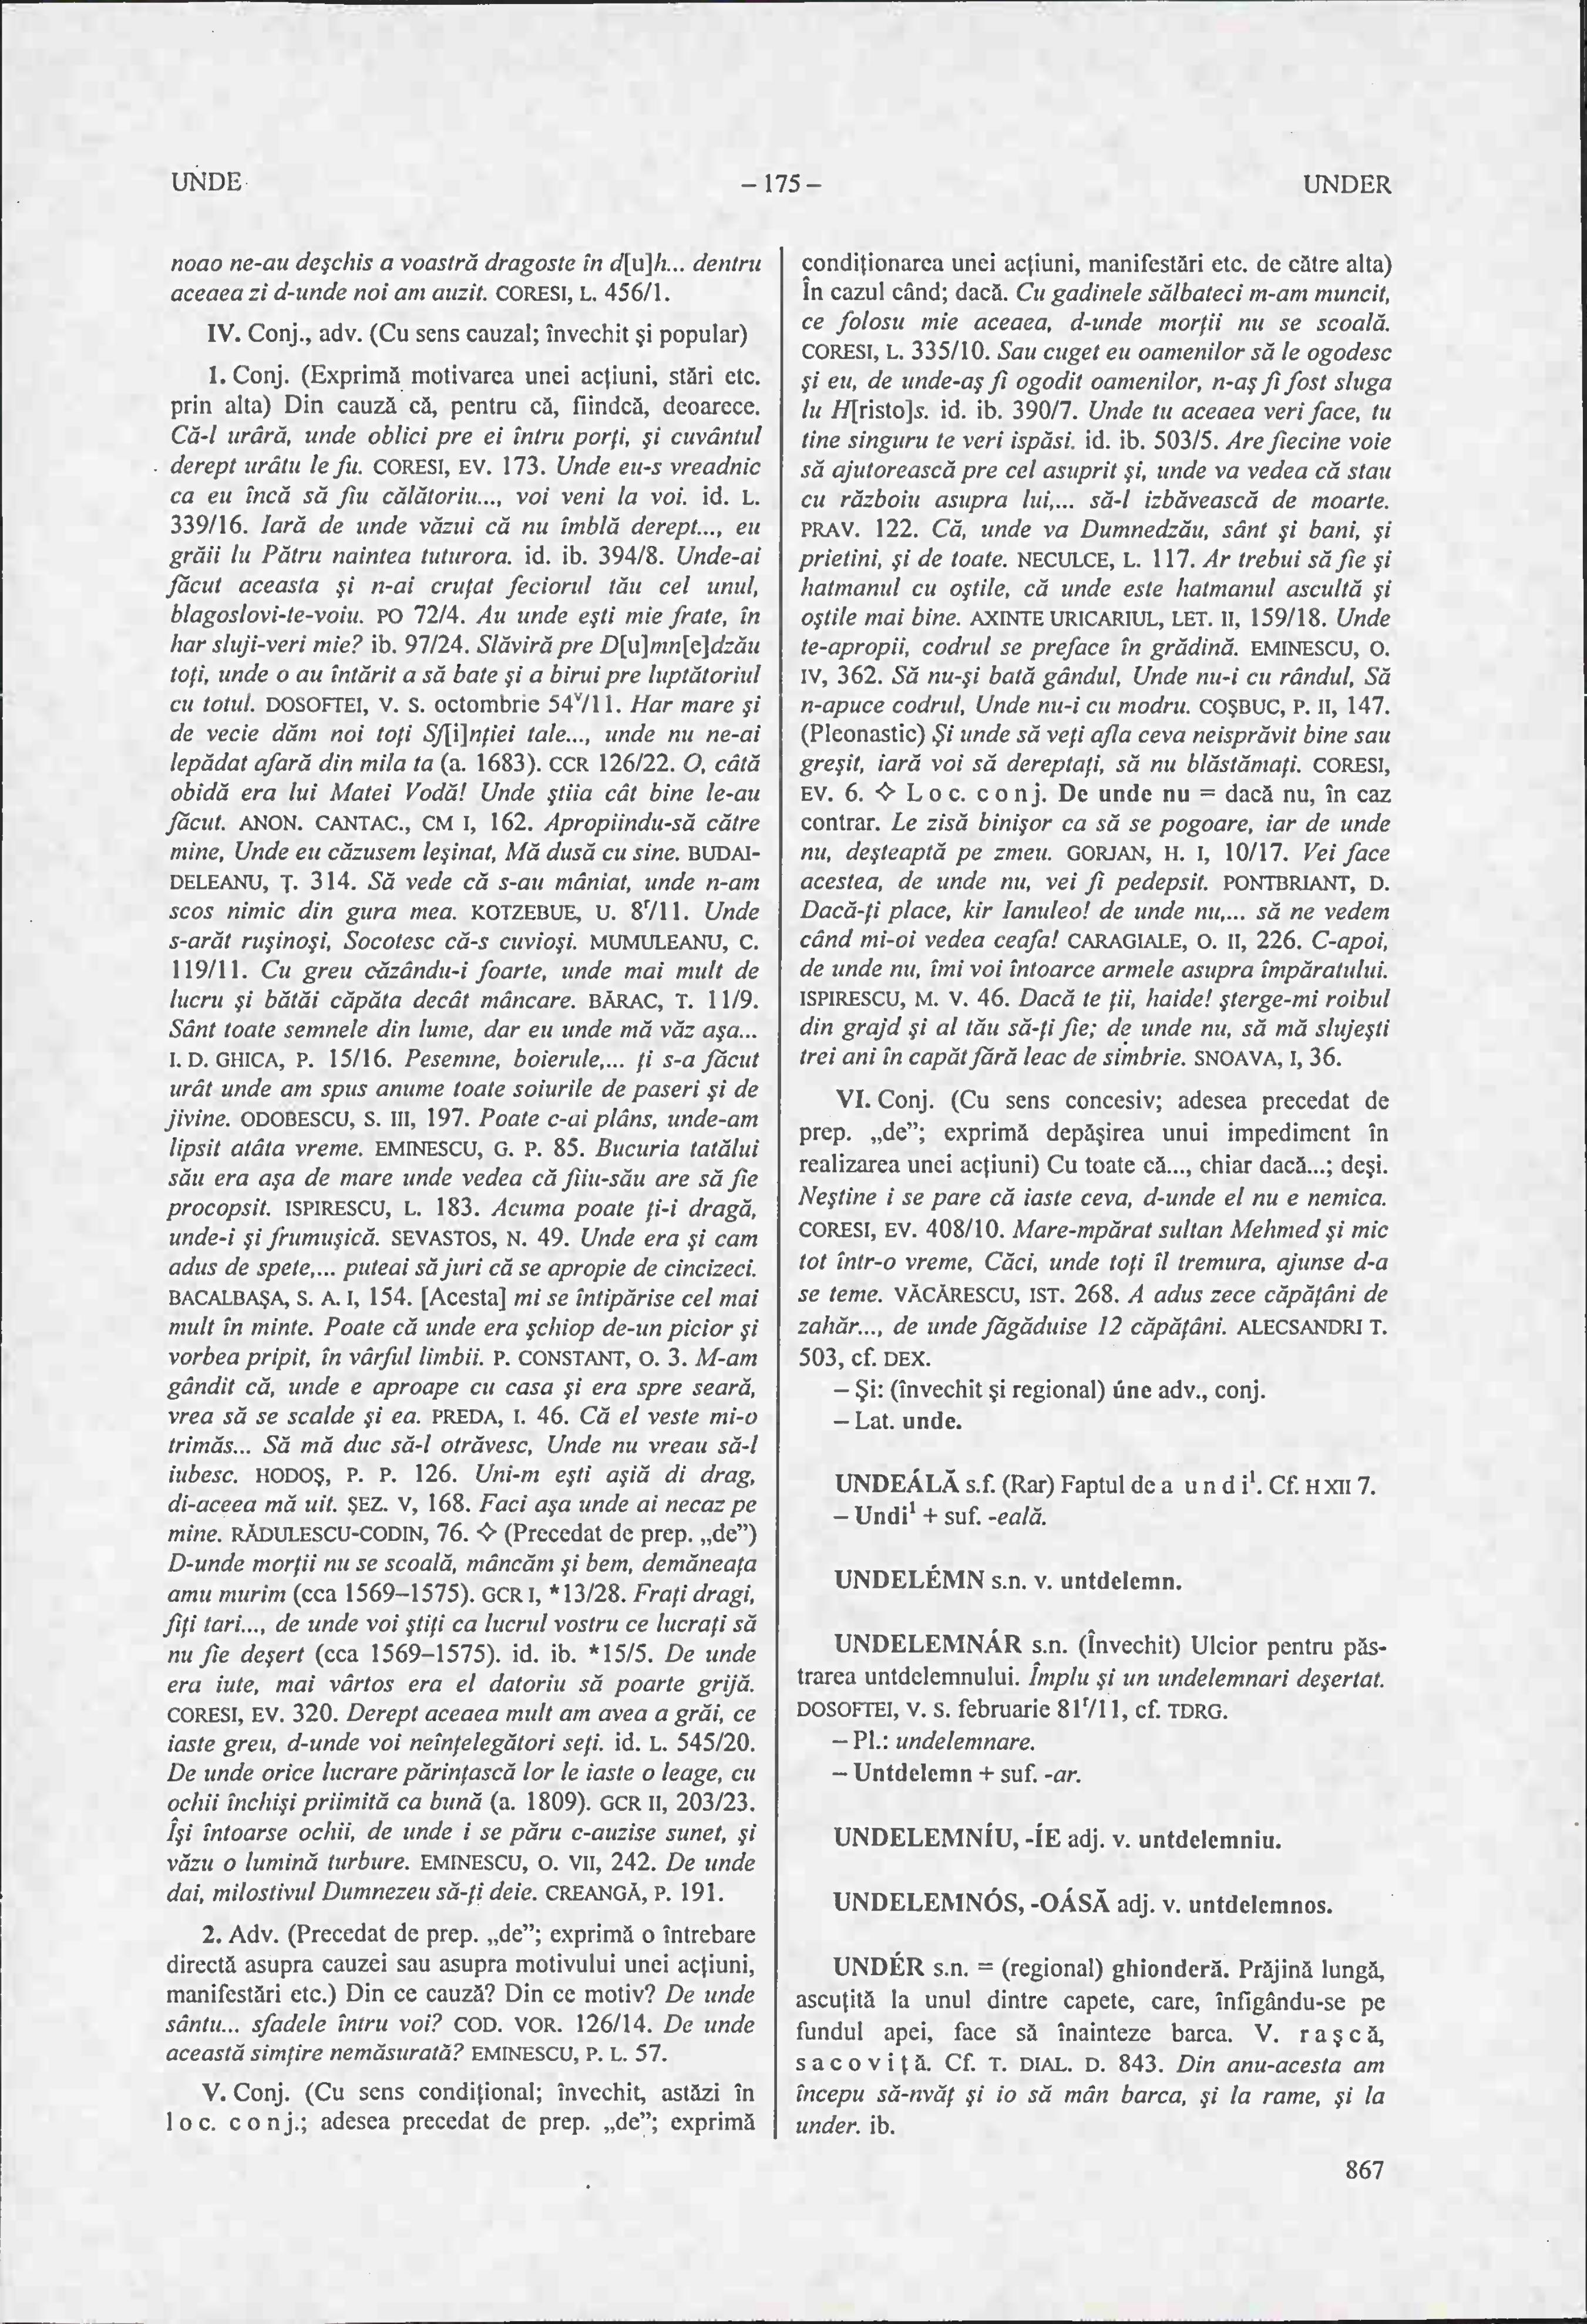 UNDE
– 175 –
UNDER
noao ne-au deşchis a voastră dragoste în d[u]h... dentru
aceaea zi d-unde noi am auzit. CORESI, L. 456/1.
IV. Conj., adv. (Cu sens cauzal; învechit şi popular)
1. Conj. (Exprimă motivarea unei acţiuni, stări etc.
prin alta) Din cauză că, pentru că, fiindcă, deoarece.
Că-l urâră, unde oblici pre ei întru porţi, şi cuvântul
derept urâtu le fu. CORESI, EV. 173. Unde eu-s vreadnic
ca eu încă să fiu călătoriu..., voi veni la voi. id. L.
339/16. Iară de unde văzui că nu îmblă derept..., eu
grăii lu Pătru naintea tuturora. id. ib. 394/8. Unde-ai
făcut aceasta şi n-ai cruţat feciorul tău cel unul,
blagoslovi-te-voiu. PO 72/4. Au unde eşti mie frate, în
har sluji-veri mie? ib. 97/24. Slăviră pre D[u]mn[e]dzău
toţi, unde o au întărit a să bate şi a birui pre luptătoriul
cu totul. DOSOFTEI, V. S. octombrie 54ᵛ/11. Har mare şi
de vecie dăm noi toţi Sf[i]nţiei tale..., unde nu ne-ai
lepădat afară din mila ta (a. 1683). CCR 126/22. O, câtă
obidă era lui Matei Vodă! Unde ştiia cât bine le-au
făcut. ANON. CANTAC., CM I, 162. Apropiindu-să către
mine, Unde eu căzusem leşinat, Mă dusă cu sine. BUDAI-
DELEANU, Ţ. 314. Să vede că s-au mâniat, unde n-am
scos nimic din gura mea. KOTZEBUE, U. 8ʳ/11. Unde
s-arăt ruşinoşi, Socotesc că-s cuvioşi. MUMULEANU, C.
119/11. Cu greu căzându-i foarte, unde mai mult de
lucru şi bătăi căpăta decât mâncare. BĂRAC, T. 11/9.
Sânt toate semnele din lume, dar eu unde mă văz aşa...
I. D. GHICA, P. 15/16. Pesemne, boierule,... ţi s-a făcut
urât unde am spus anume toate soiurile de paseri şi de
jivine. ODOBESCU, S. III, 197. Poate c-ai plâns, unde-am
lipsit atâta vreme. EMINESCU, G. P. 85. Bucuria tatălui
său era aşa de mare unde vedea că fiiu-său are să fie
procopsit. ISPIRESCU, L. 183. Acuma poate ţi-i dragă,
unde-i şi frumuşică. SEVASTOS, N. 49. Unde era şi cam
adus de spete,... puteai să juri că se apropie de cincizeci.
BACALBAŞA, S. A. I, 154. [Acesta] mi se întipărise cel mai
mult în minte. Poate că unde era şchiop de-un picior şi
vorbea pripit, în vârful limbii. P. CONSTANT, O. 3. M-am
gândit că, unde e aproape cu casa şi era spre seară,
vrea să se scalde şi ea. PREDA, I. 46. Că el veste mi-o
trimăs... Să mă duc să-l otrăvesc, Unde nu vreau să-l
iubesc. HODOŞ, P. P. 126. Uni-m eşti aşiă di drag,
di-aceea mă uit. ŞEZ. V, 168. Faci aşa unde ai necaz pe
mine. RĂDULESCU-CODIN, 76. ◇ (Precedat de prep. „de”)
D-unde morţii nu se scoală, mâncăm şi bem, demăneaţa
amu murim (cca 1569–1575). GCR I, *13/28. Fraţi dragi,
fiţi tari..., de unde voi ştiţi ca lucrul vostru ce lucraţi să
nu fie deşert (cca 1569–1575). id. ib. *15/5. De unde
era iute, mai vârtos era el datoriu să poarte grijă.
CORESI, EV. 320. Derept aceaea mult am avea a grăi, ce
iaste greu, d-unde voi neînţelegători seţi. id. L. 545/20.
De unde orice lucrare părinţască lor le iaste o leage, cu
ochii închişi priimită ca bună (a. 1809). GCR II, 203/23.
Îşi întoarse ochii, de unde i se păru c-auzise sunet, şi
văzu o lumină turbure. EMINESCU, O. VII, 242. De unde
dai, milostivul Dumnezeu să-ţi deie. CREANGĂ, P. 191.
2. Adv. (Precedat de prep. „de”; exprimă o întrebare
directă asupra cauzei sau asupra motivului unei acţiuni,
manifestări etc.) Din ce cauză? Din ce motiv? De unde
sântu... sfadele întru voi? COD. VOR. 126/14. De unde
această simţire nemăsurată? EMINESCU, P. L. 57.
V. Conj. (Cu sens condiţional; învechit, astăzi în
loc. conj.; adesea precedat de prep. „de”; exprimă
condiţionarea unei acţiuni, manifestări etc. de către alta)
În cazul când; dacă. Cu gadinele sălbateci m-am muncit,
ce folosu mie aceaea, d-unde morţii nu se scoală.
CORESI, L. 335/10. Sau cuget eu oamenilor să le ogodesc
şi eu, de unde-aş fi ogodit oamenilor, n-aş fi fost sluga
lu H[risto]s. id. ib. 390/7. Unde tu aceaea veri face, tu
tine singuru te veri ispăsi. id. ib. 503/5. Are fiecine voie
să ajutorească pre cel asuprit şi, unde va vedea că stau
cu războiu asupra lui,... să-l izbăvească de moarte.
PRAV. 122. Că, unde va Dumnedzău, sânt şi bani, şi
prietini, şi de toate. NECULCE, L. 117. Ar trebui să fie şi
hatmanul cu oştile, că unde este hatmanul ascultă şi
oştile mai bine. AXINTE URICARIUL, LET. II, 159/18. Unde
te-apropii, codrul se preface în grădină. EMINESCU, O.
IV, 362. Să nu-şi bată gândul, Unde nu-i cu rândul, Să
n-apuce codrul, Unde nu-i cu modru. COŞBUC, P. II, 147.
(Pleonastic) Şi unde să veţi afla ceva neisprăvit bine sau
greşit, iară voi să dereptaţi, să nu blăstămaţi. CORESI,
EV. 6. ◇ Loc. conj. De unde nu = dacă nu, în caz
contrar. Le zisă binişor ca să se pogoare, iar de unde
nu, deşteaptă pe zmeu. GORJAN, H. I, 10/17. Vei face
acestea, de unde nu, vei fi pedepsit. PONTBRIANT, D.
Dacă-ţi place, kir Ianuleo! de unde nu,... să ne vedem
când mi-oi vedea ceafa! CARAGIALE, O. II, 226. C-apoi,
de unde nu, îmi voi întoarce armele asupra împăratului.
ISPIRESCU, M. V. 46. Dacă te ţii, haide! şterge-mi roibul
din grajd şi al tău să-ţi fie; de unde nu, să mă slujeşti
trei ani în capăt fără leac de simbrie. SNOAVA, I, 36.
VI. Conj. (Cu sens concesiv; adesea precedat de
prep. „de”; exprimă depăşirea unui impediment în
realizarea unei acţiuni) Cu toate că..., chiar dacă...; deşi.
Neştine i se pare că iaste ceva, d-unde el nu e nemica.
CORESI, EV. 408/10. Mare-mpărat sultan Mehmed şi mic
tot într-o vreme, Căci, unde toţi îl tremura, ajunse d-a
se teme. VĂCĂRESCU, IST. 268. A adus zece căpăţâni de
zahăr..., de unde făgăduise 12 căpăţâni. ALECSANDRI T.
503, cf. DEX.
– Şi: (învechit şi regional) úne adv., conj.
– Lat. unde.
UNDEÁLĂ s.f. (Rar) Faptul de a undi¹. Cf. H XII 7.
– Undi¹ + suf. -eală.
UNDELÉMN s.n. v. untdelemn.
UNDELEMNÁR s.n. (Învechit) Ulcior pentru păs-
trarea untdelemnului. Împlu şi un undelemnari deşertat.
DOSOFTEI, V. S. februarie 81ʳ/11, cf. TDRG.
– Pl.: undelemnare.
– Untdelemn + suf. -ar.
UNDELEMNÍU, -ÍE adj. v. untdelemniu.
UNDELEMNÓS, -OÁSĂ adj. v. untdelemnos.
UNDÉR s.n. = (regional) ghionderă. Prăjină lungă,
ascuţită la unul dintre capete, care, înfigându-se pe
fundul apei, face să înainteze barca. V. raşcă,
sacoviţă. Cf. T. DIAL. D. 843. Din anu-acesta am
începu să-nvăţ şi io să mân barca, şi la rame, şi la
under. ib.
867